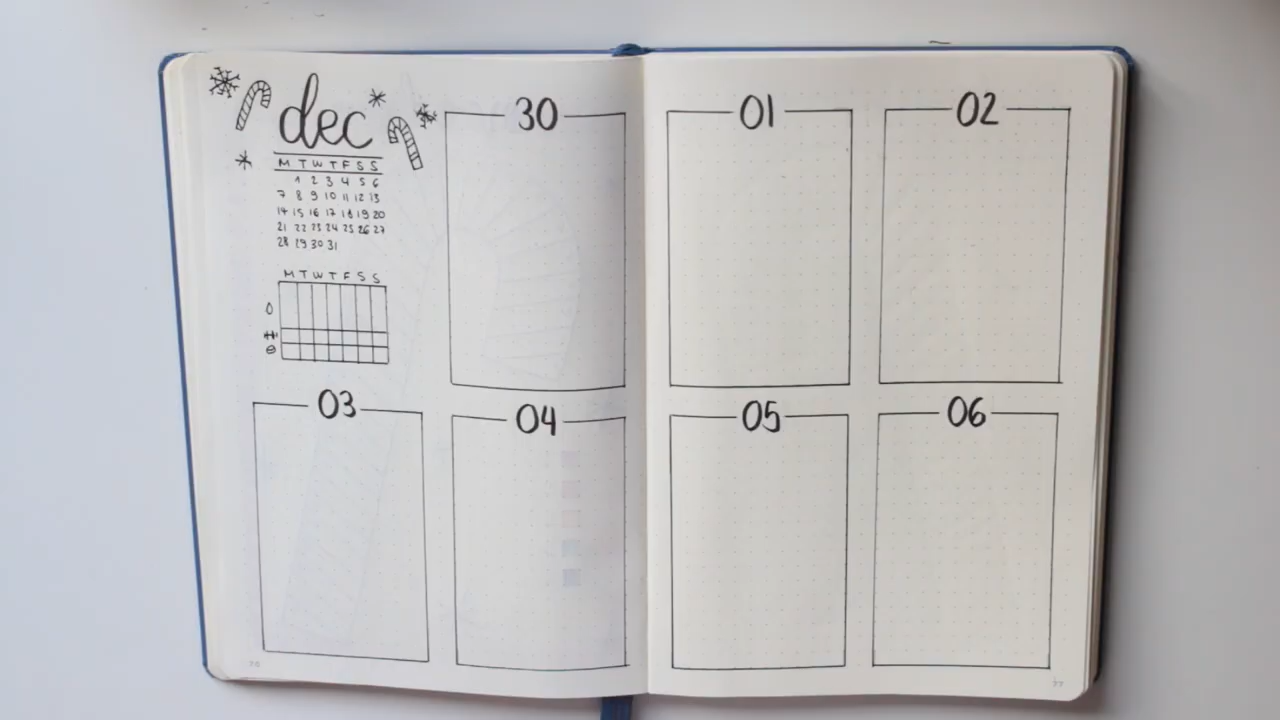 dec
M T W T F S S
1 2 3 4 5 6
7 8 9 10 11 12 13
14 15 16 17 18 19 20
21 22 23 24 25 26 27
28 29 30 31
M T W T F S S
30
01
02
03
04
05
06